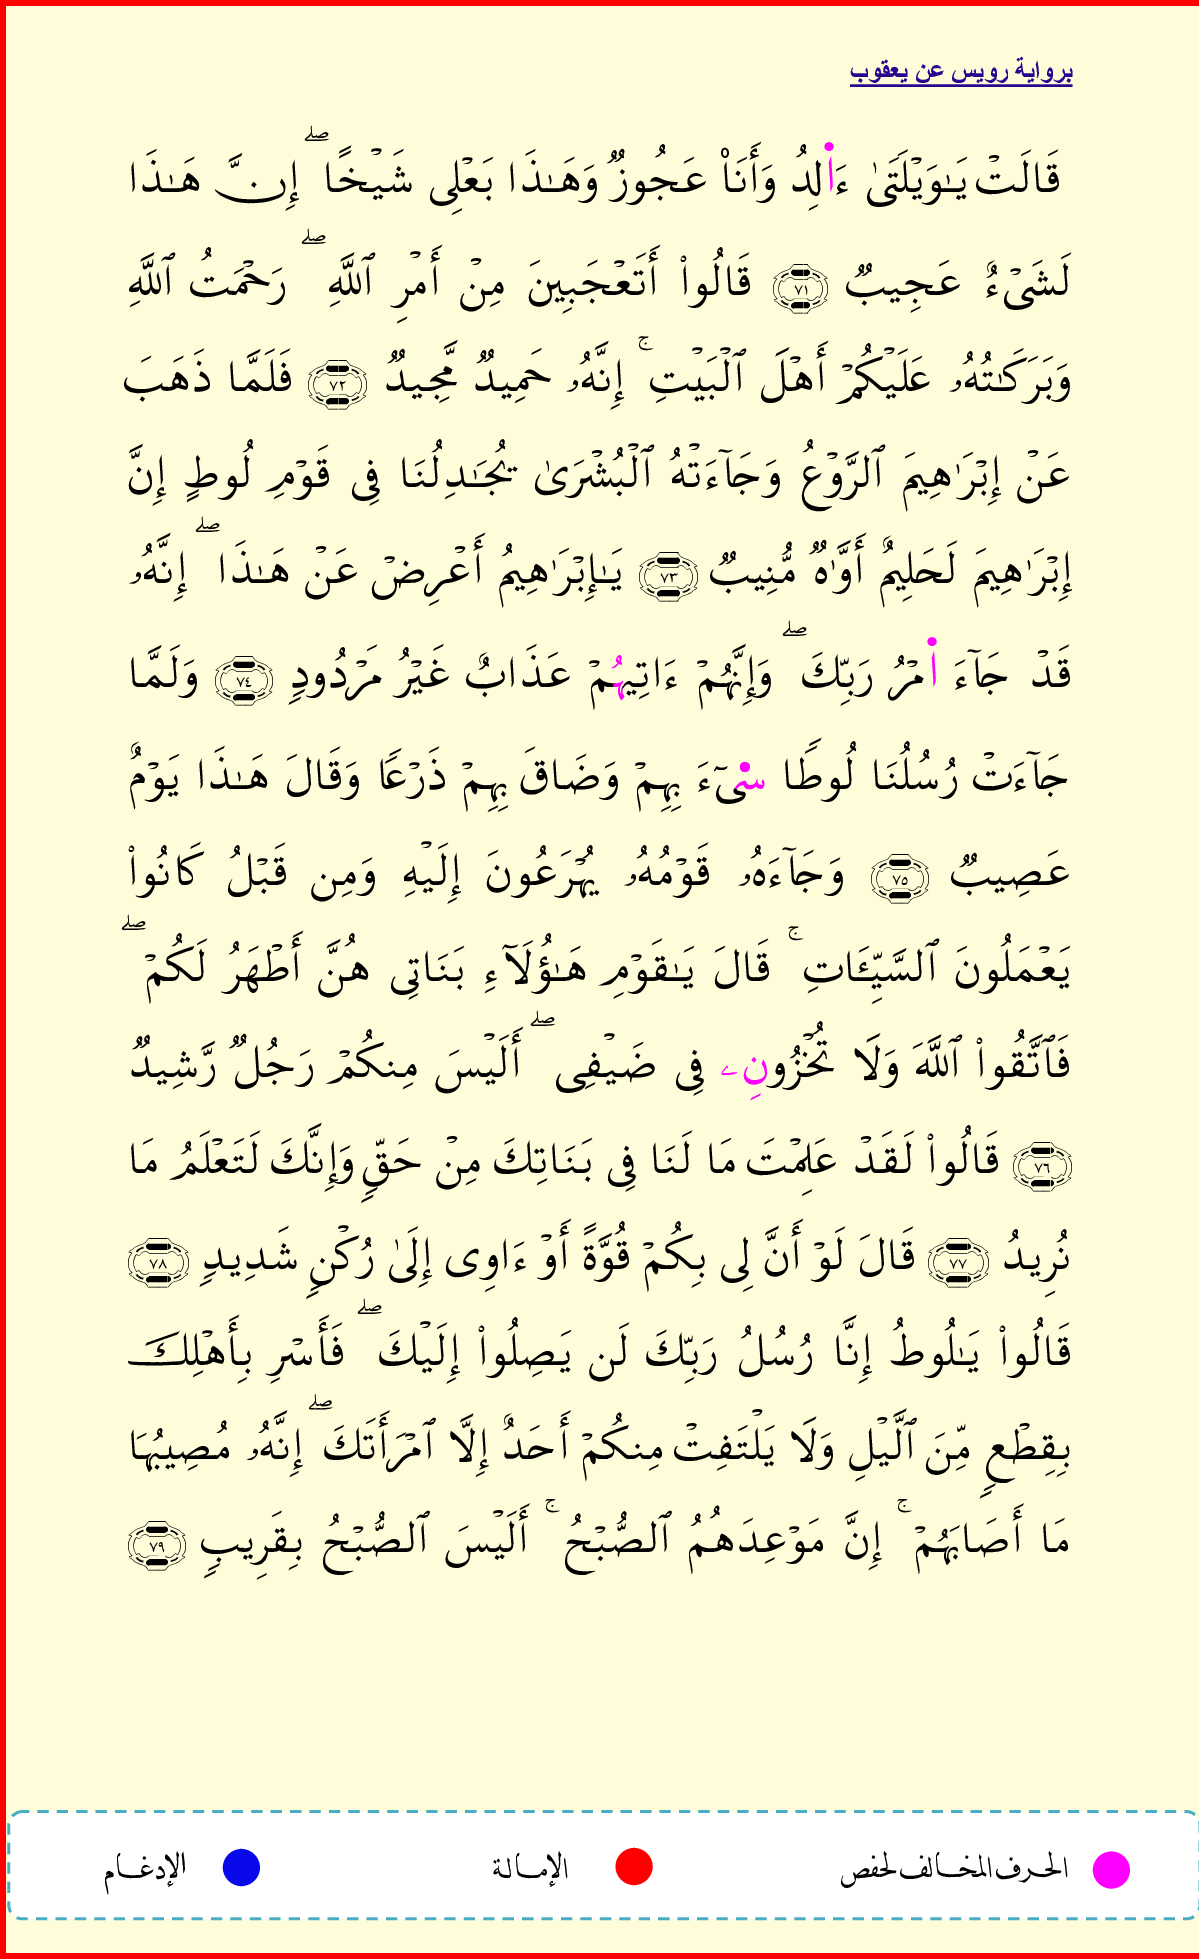 برواية رويس عن يعقوب
قَالَتْ يَـٰوَيْلَتَىٰ ءَا۬لِدُ وَأَنَا۠ عَجُوزٌ وَهَـٰذَا بَعْلِى شَيْخًا ۖ إِنَّ هَـٰذَا
لَشَىْءٌ عَجِيبٌ ٧١ قَالُوا۟ أَتَعْجَبِينَ مِنْ أَمْرِ ٱللَّهِ ۖ رَحْمَتُ ٱللَّهِ
وَبَرَكَـٰتُهُۥ عَلَيْكُمْ أَهْلَ ٱلْبَيْتِ ۚ إِنَّهُۥ حَمِيدٌ مَّجِيدٌ ٧٢ فَلَمَّا ذَهَبَ
عَنْ إِبْرَٰهِيمَ ٱلرَّوْعُ وَجَآءَتْهُ ٱلْبُشْرَىٰ يُجَـٰدِلُنَا فِى قَوْمِ لُوطٍ إِنَّ
إِبْرَٰهِيمَ لَحَلِيمٌ أَوَّٰهٌ مُّنِيبٌ ٧٣ يَـٰإِبْرَٰهِيمُ أَعْرِضْ عَنْ هَـٰذَا ۖ إِنَّهُۥ
قَدْ جَآءَ ا۬مْرُ رَبِّكَ ۖ وَإِنَّهُمْ ءَاتِيهُمْ عَذَابٌ غَيْرُ مَرْدُودٍ ٧٤ وَلَمَّا
جَآءَتْ رُسُلُنَا لُوطًا سِ۬ىٓءَ بِهِمْ وَضَاقَ بِهِمْ ذَرْعًا وَقَالَ هَـٰذَا يَوْمٌ
عَصِيبٌ ٧٥ وَجَآءَهُۥ قَوْمُهُۥ يُهْرَعُونَ إِلَيْهِ وَمِن قَبْلُ كَانُوا۟
يَعْمَلُونَ ٱلسَّيِّـَٔاتِ ۚ قَالَ يَـٰقَوْمِ هَـٰٓؤُلَآءِ بَنَاتِى هُنَّ أَطْهَرُ لَكُمْ ۖ
فَٱتَّقُوا۟ ٱللَّهَ وَلَا تُخْزُونِۦ فِى ضَيْفِى ۖ أَلَيْسَ مِنكُمْ رَجُلٌ رَّشِيدٌ
٧٦ قَالُوا۟ لَقَدْ عَلِمْتَ مَا لَنَا فِى بَنَاتِكَ مِنْ حَقٍّ وَإِنَّكَ لَتَعْلَمُ مَا
نُرِيدُ ٧٧ قَالَ لَوْ أَنَّ لِى بِكُمْ قُوَّةً أَوْ ءَاوِى إِلَىٰ رُكْنٍ شَدِيدٍ ٧٨
قَالُوا۟ يَـٰلُوطُ إِنَّا رُسُلُ رَبِّكَ لَن يَصِلُوا۟ إِلَيْكَ ۖ فَأَسْرِ بِأَهْلِكَ
بِقِطْعٍ مِّنَ ٱلَّيْلِ وَلَا يَلْتَفِتْ مِنكُمْ أَحَدٌ إِلَّا ٱمْرَأَتَكَ ۖ إِنَّهُۥ مُصِيبُهَا
مَا أَصَابَهُمْ ۚ إِنَّ مَوْعِدَهُمُ ٱلصُّبْحُ ۚ أَلَيْسَ ٱلصُّبْحُ بِقَرِيبٍ ٧٩
الحرف المخالف لحفص الإمالة الإدغام